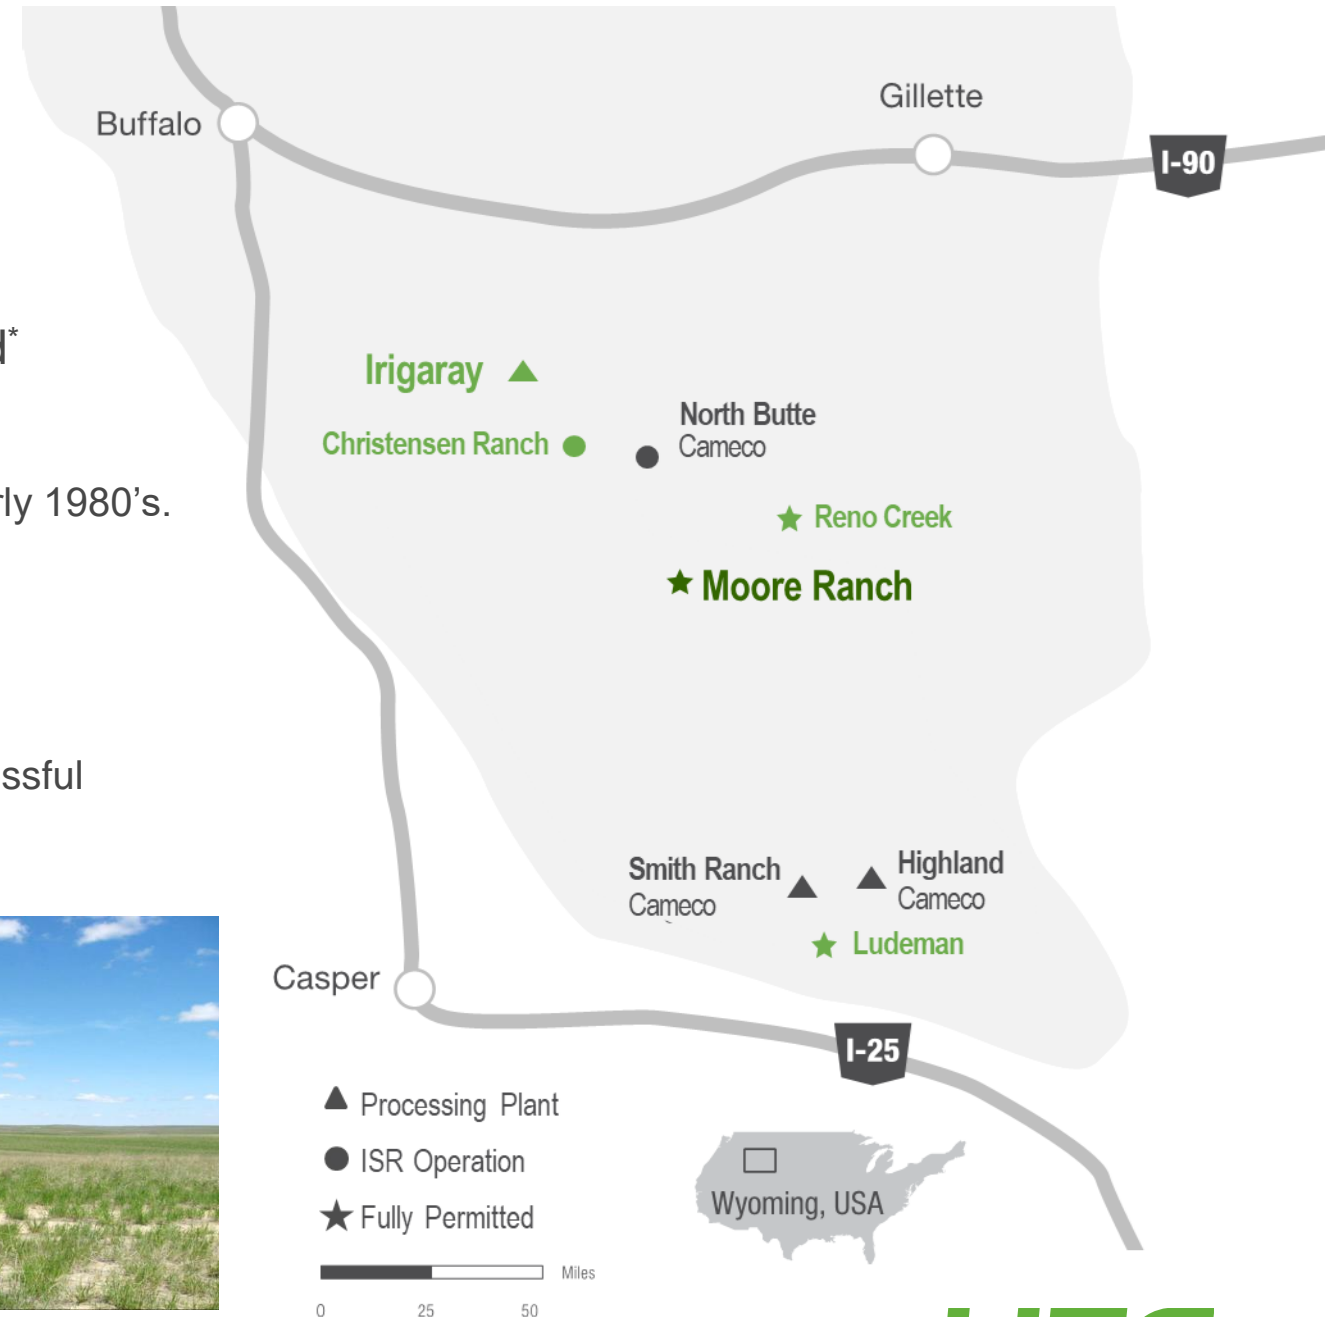 Gillette
Buffalo
I-90
d*
Irigaray
North Butte
Cameco
Christensen Ranch
rly 1980’s.
Reno Creek
Moore Ranch
ssful
Smith Ranch
Cameco
Highland
Cameco
Ludeman
Casper
I-25
Processing Plant
ISR Operation
Fully Permitted
Wyoming, USA
Miles
0 25 50